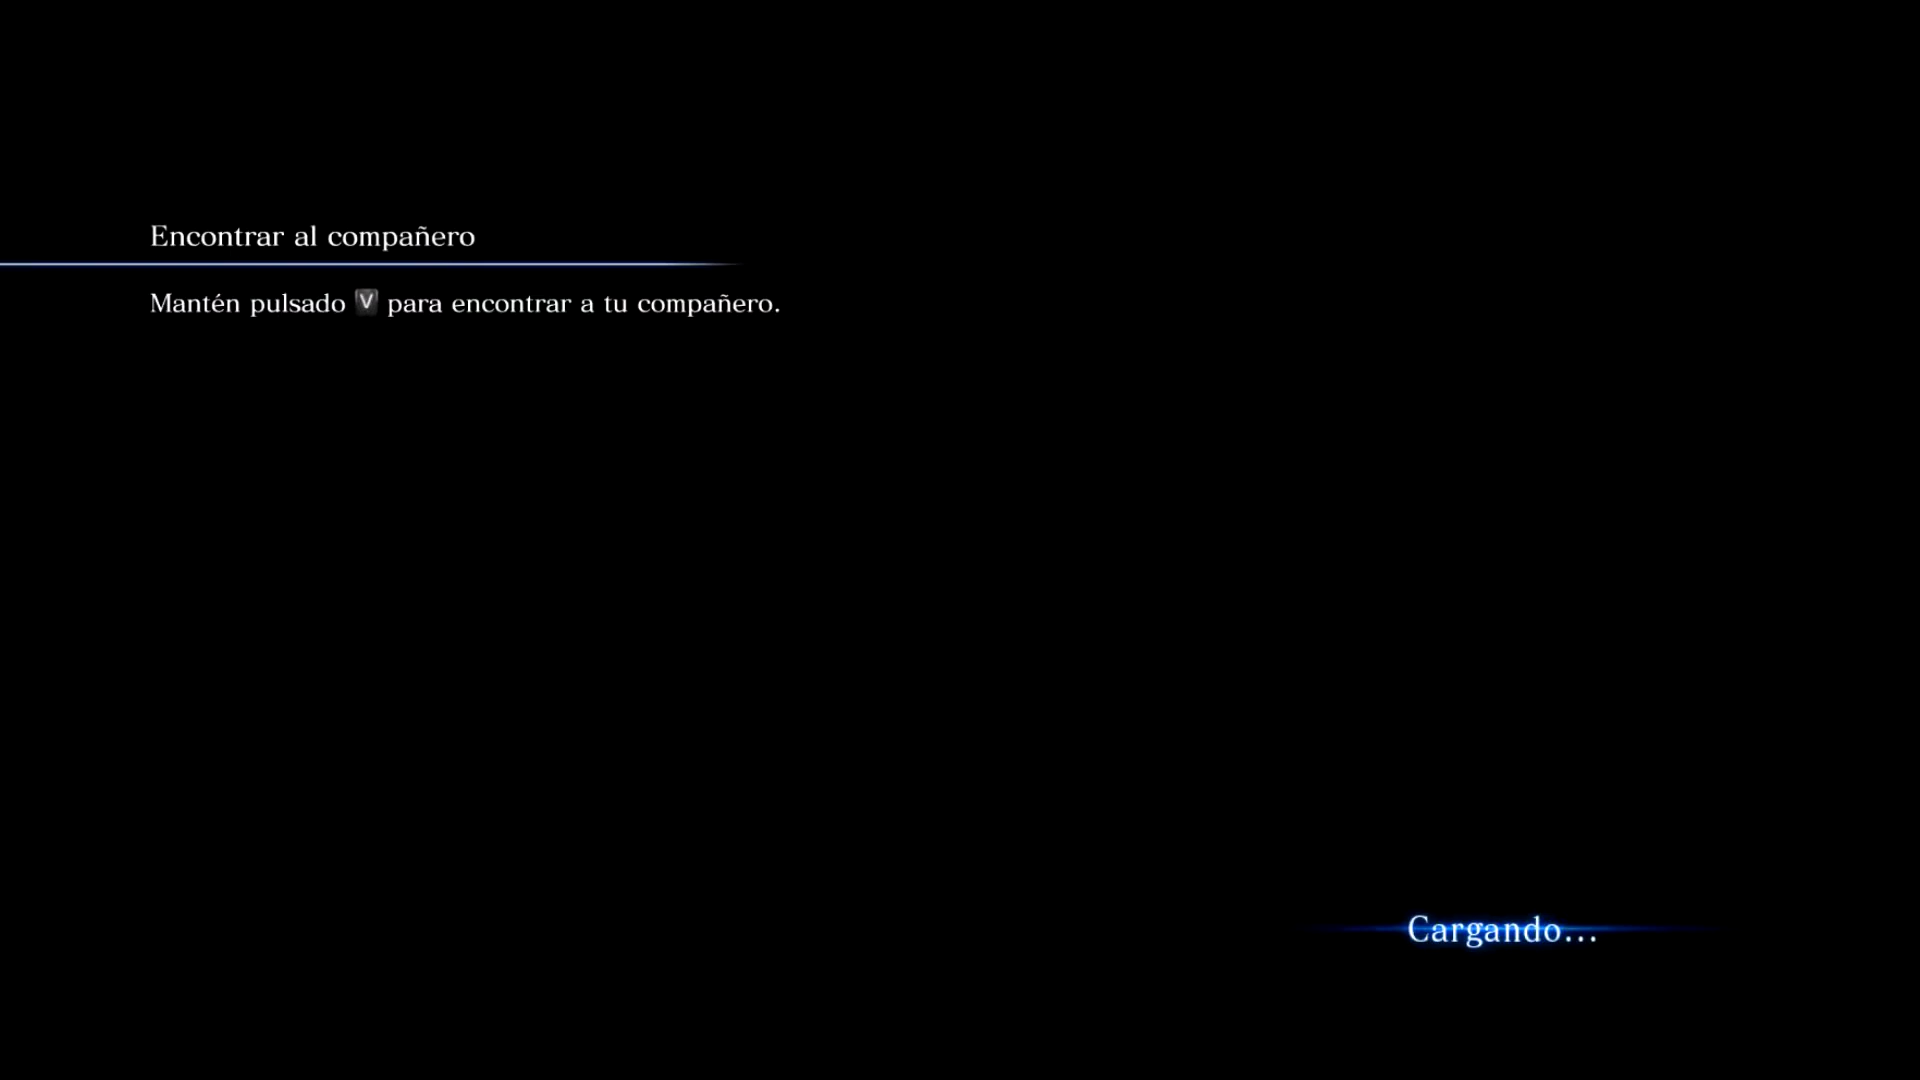 Encontrar al compañero
Mantén pulsado V para encontrar a tu compañero.
Cargando...